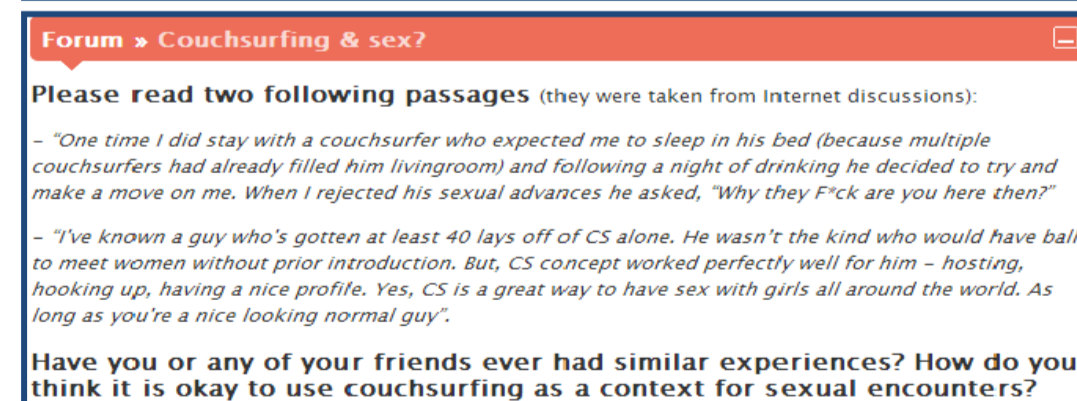 Forum » Couchsurfing & sex?
Please read two following passages (they were taken from Internet discussions):
– "One time I did stay with a couchsurfer who expected me to sleep in his bed (because multiple
couchsurfers had already filled him livingroom) and following a night of drinking he decided to try and
make a move on me. When I rejected his sexual advances he asked, "Why they F*ck are you here then?"
– "I've known a guy who's gotten at least 40 lays off of CS alone. He wasn't the kind who would have ball
to meet women without prior introduction. But, CS concept worked perfectly well for him – hosting,
hooking up, having a nice profile. Yes, CS is a great way to have sex with girls all around the world. As
long as you're a nice looking normal guy".
Have you or any of your friends ever had similar experiences? How do you
think it is okay to use couchsurfing as a context for sexual encounters?